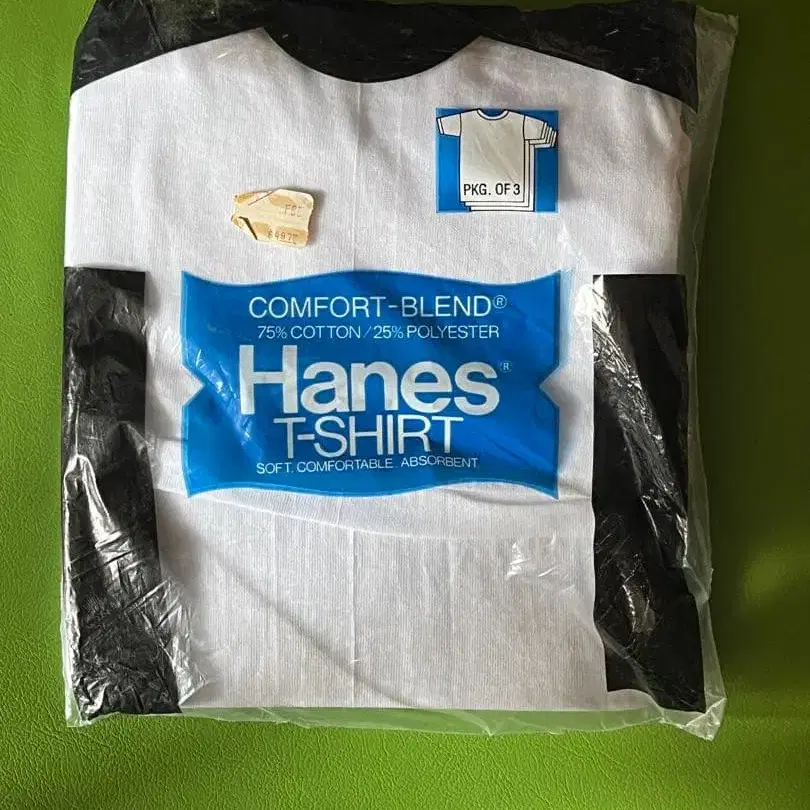 PKG. OF 3
COMFORT-BLEND®
75% COTTON/25% POLYESTER
Hanes®
T-SHIRT
SOFT. COMFORTABLE. ABSORBENT.